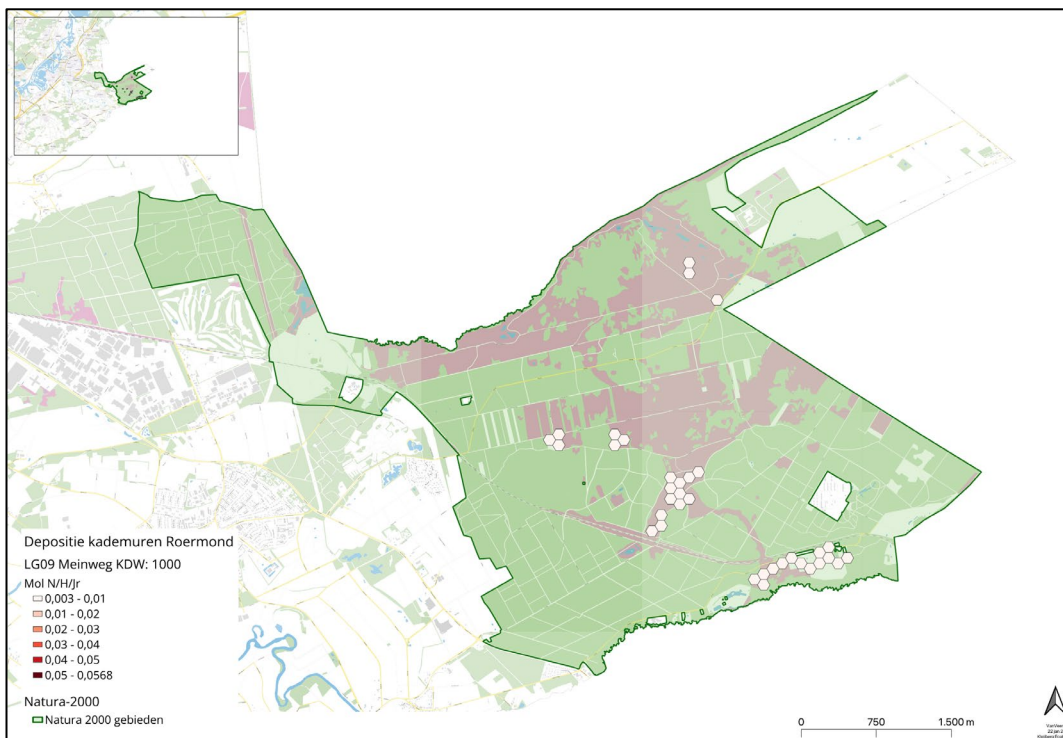 Depositie kademuren Roermond
LG09 Meinweg KDW: 1000
Mol N/H/Jr
0,003 - 0,01
0,01 - 0,02
0,02 - 0,03
0,03 - 0,04
0,04 - 0,05
0,05 - 0,0568
Natura-2000
Natura 2000 gebieden
0 750 1.500 m